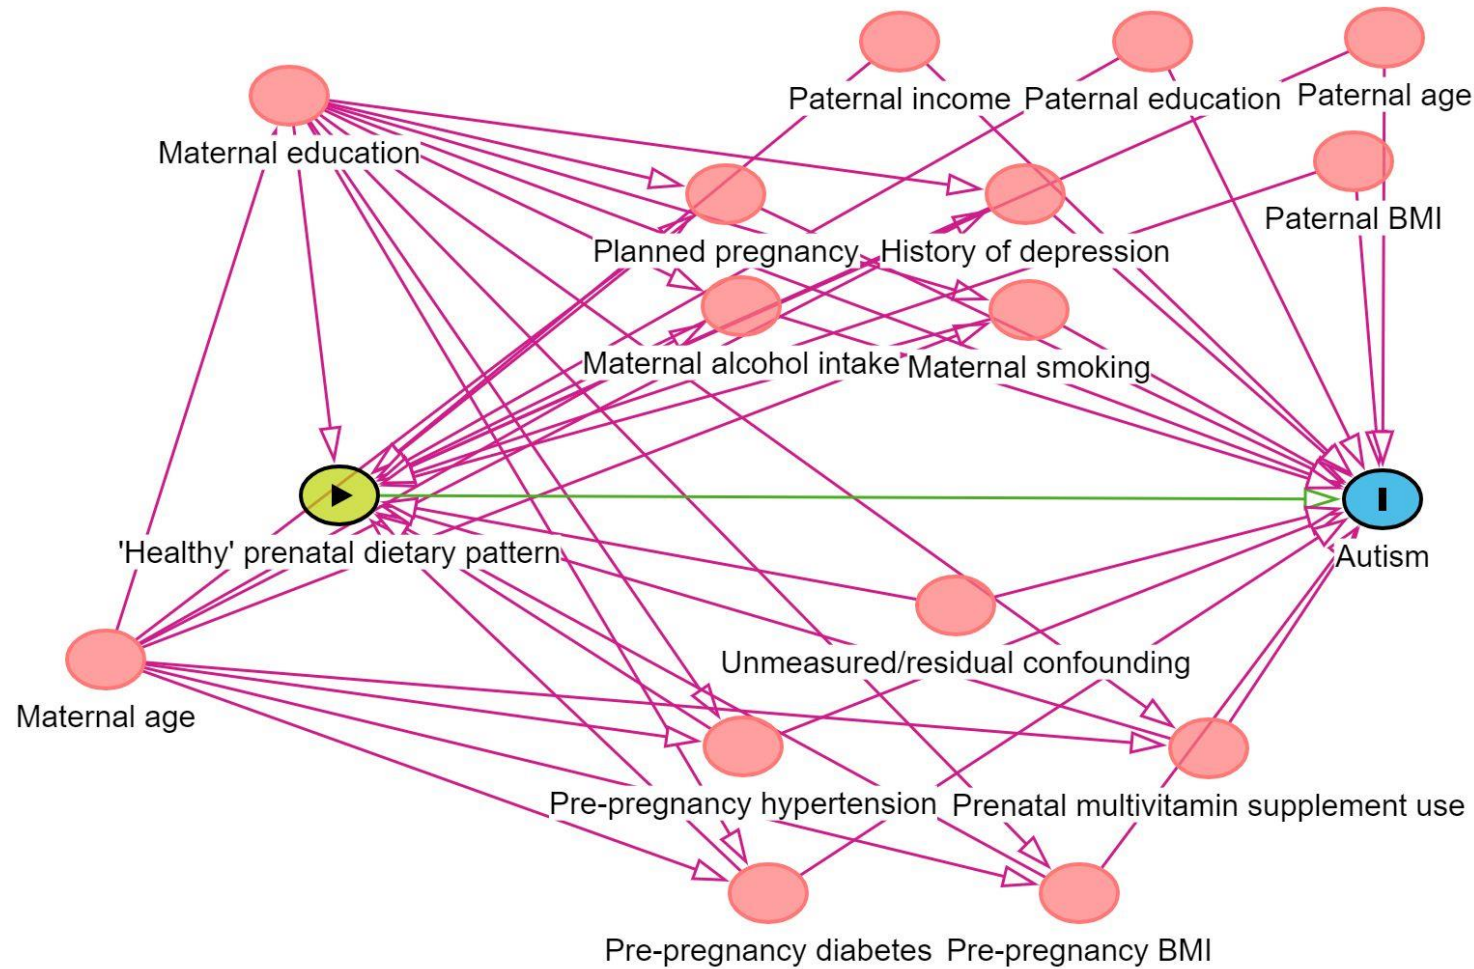 Paternal income
Paternal education
Paternal age
Maternal education
Paternal BMI
Planned pregnancy
History of depression
Maternal alcohol intake
Maternal smoking
'Healthy' prenatal dietary pattern
Autism
Unmeasured/residual confounding
Maternal age
Pre-pregnancy hypertension
Prenatal multivitamin supplement use
Pre-pregnancy diabetes
Pre-pregnancy BMI